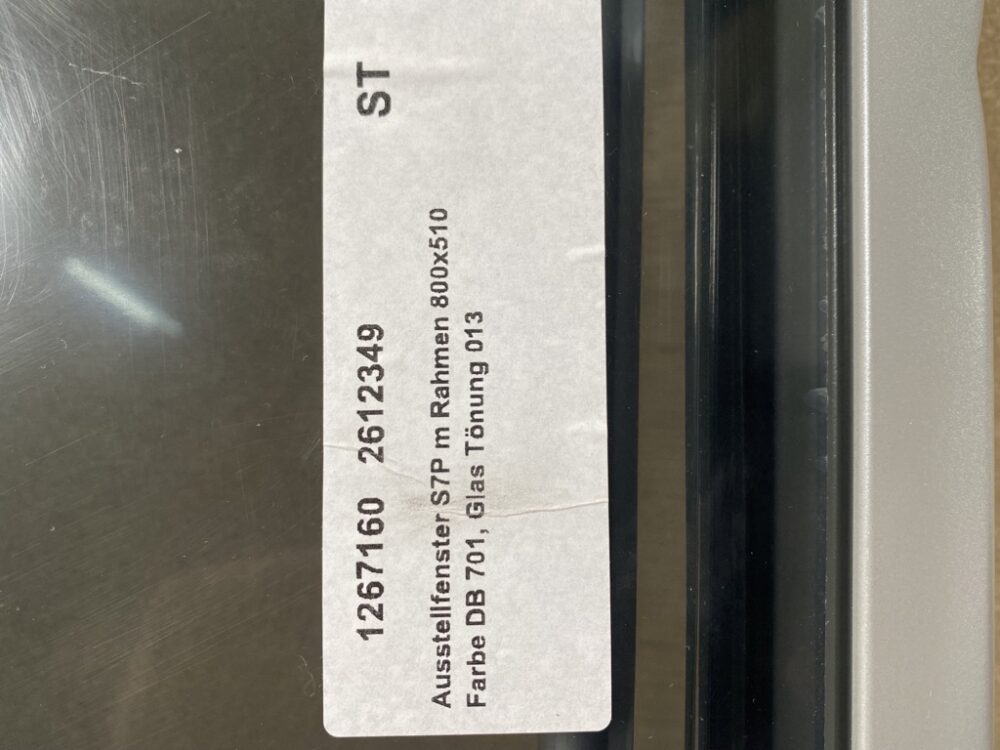 1267160 2612349 ST
Ausstellfenster S7P m Rahmen 800x510
Farbe DB 701, Glas Tönung 013